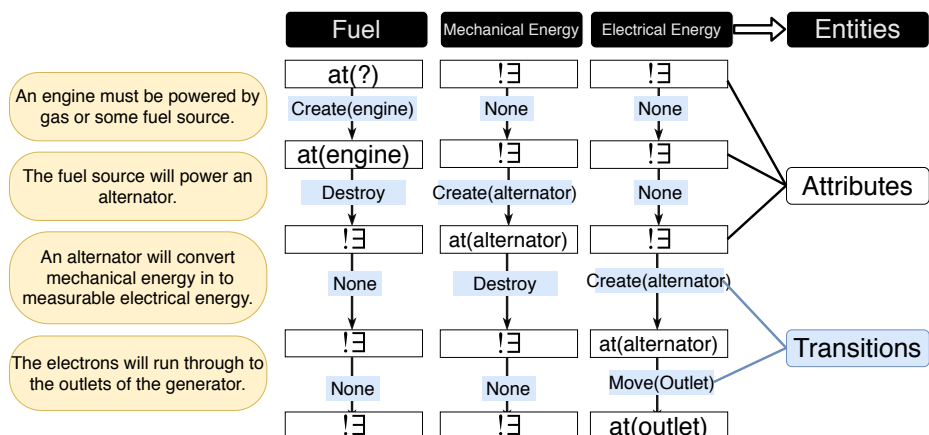 Fuel Mechanical Energy Electrical Energy Entities
at(?) !∃ !∃
An engine must be powered by
gas or some fuel source.
Create(engine) None None
at(engine) !∃ !∃
The fuel source will power an
alternator.
Destroy Create(alternator) None
Attributes
!∃ at(alternator) !∃
An alternator will convert
mechanical energy in to
measurable electrical energy.
None Destroy Create(alternator)
!∃ !∃ at(alternator)
Transitions
The electrons will run through to
the outlets of the generator.
None None Move(Outlet)
!∃ !∃ at(outlet)